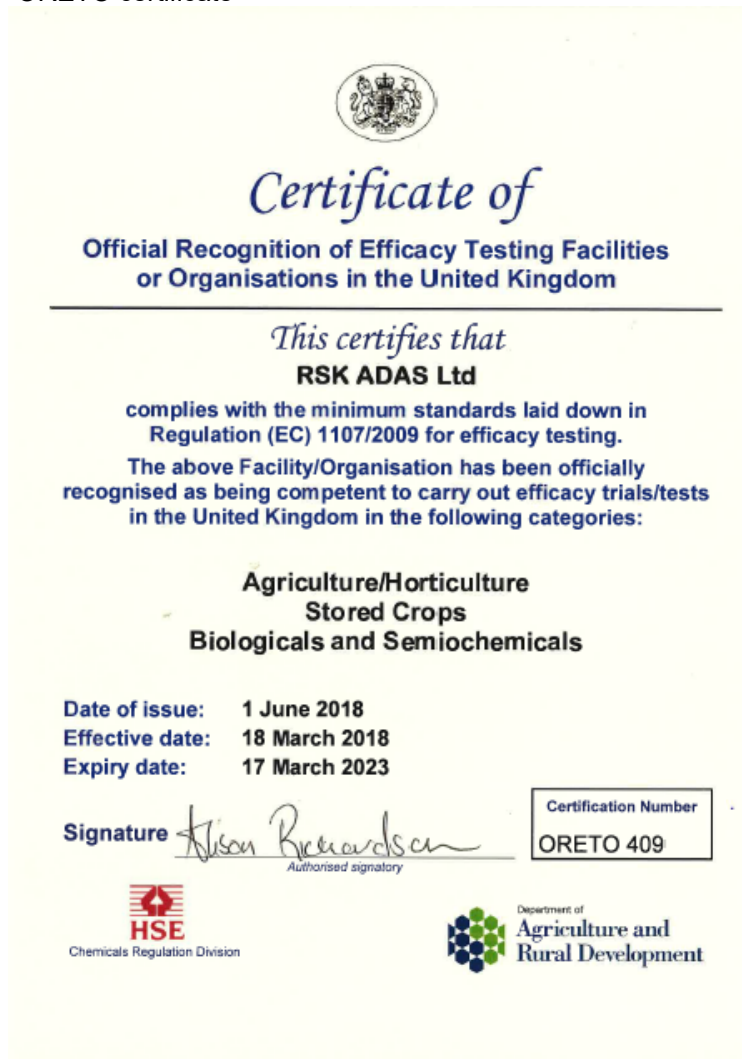 ORETO certificate
Certificate of
Official Recognition of Efficacy Testing Facilities
or Organisations in the United Kingdom
This certifies that
RSK ADAS Ltd
complies with the minimum standards laid down in
Regulation (EC) 1107/2009 for efficacy testing.
The above Facility/Organisation has been officially
recognised as being competent to carry out efficacy trials/tests
in the United Kingdom in the following categories:
Agriculture/Horticulture
Stored Crops
Biologicals and Semiochemicals
Date of issue: 1 June 2018
Effective date: 18 March 2018
Expiry date: 17 March 2023
Signature Alison Richardson
Authorised signatory
Certification Number
ORETO 409
HSE
Chemicals Regulation Division
Department of
Agriculture and
Rural Development